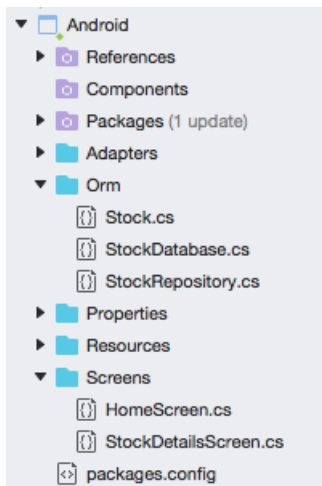 Android
References
Components
Packages (1 update)
Adapters
Orm
Stock.cs
StockDatabase.cs
StockRepository.cs
Properties
Resources
Screens
HomeScreen.cs
StockDetailsScreen.cs
packages.config